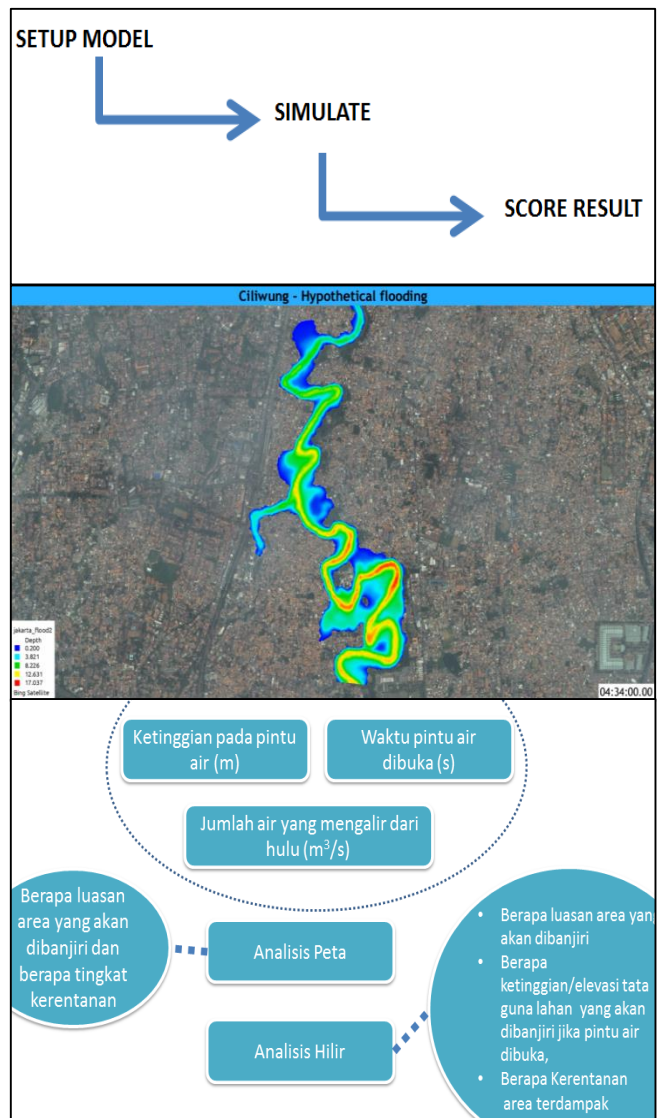 SETUP MODEL
SIMULATE
SCORE RESULT
Ciliwung - Hypothetical flooding
jakarta_flood2
Depth
0.200
3.821
8.226
12.631
17.037
Bing Satellite
04:34:00.00
Ketinggian pada pintu
air (m)
Waktu pintu air
dibuka (s)
Jumlah air yang mengalir dari
hulu (m³/s)
Berapa luasan
area yang akan
dibanjiri dan
berapa tingkat
kerentanan
Analisis Peta
Analisis Hilir
• Berapa luasan area yang
akan dibanjiri
• Berapa
ketinggian/elevasi tata
guna lahan yang akan
dibanjiri jika pintu air
dibuka,
• Berapa Kerentanan
area terdampak